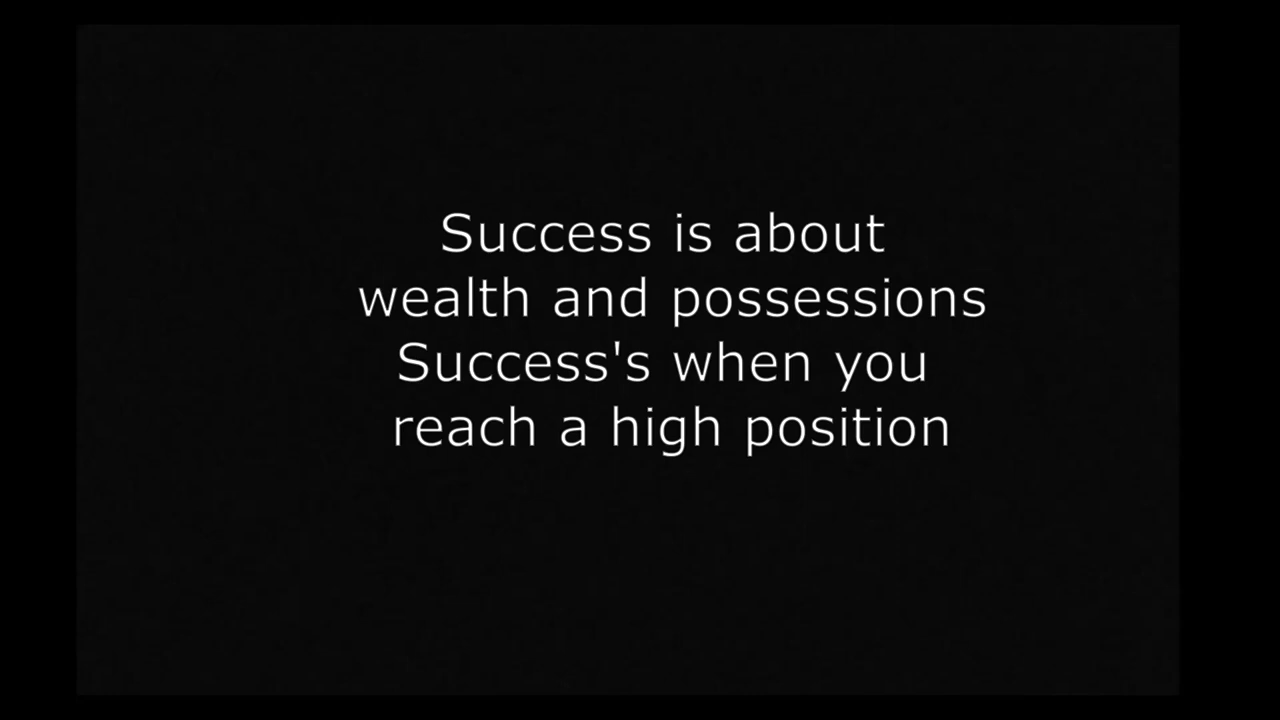 Success is about
wealth and possessions
Success's when you
reach a high position